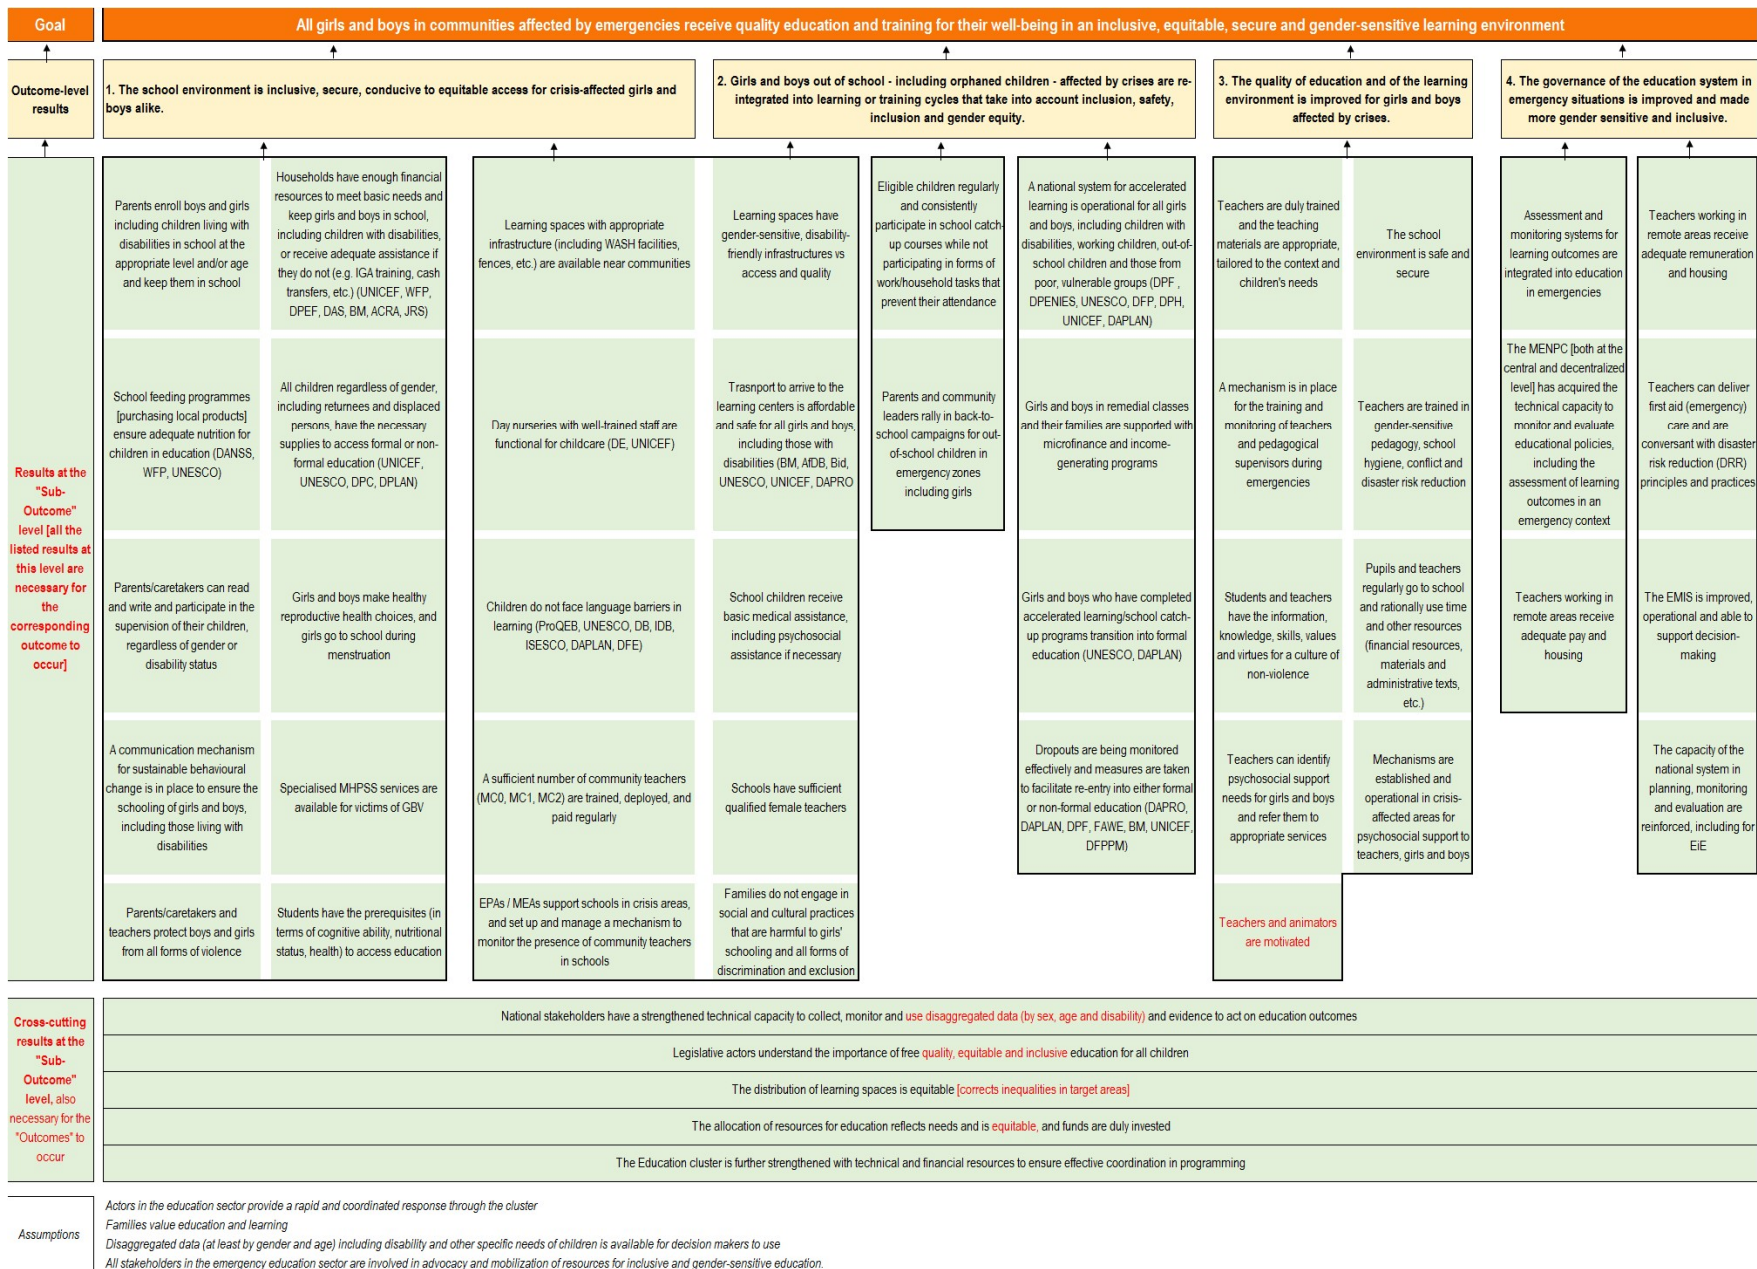 Goal
All girls and boys in communities affected by emergencies receive quality education and training for their well-being in an inclusive, equitable, secure and gender-sensitive learning environment
Outcome-level
results
1. The school environment is inclusive, secure, conducive to equitable access for crisis-affected girls and
boys alike.
2. Girls and boys out of school - including orphaned children - affected by crises are re-
integrated into learning or training cycles that take into account inclusion, safety,
inclusion and gender equity.
3. The quality of education and of the learning
environment is improved for girls and boys
affected by crises.
4. The governance of the education system in
emergency situations is improved and made
more gender sensitive and inclusive.
Results at the
"Sub-
Outcome"
level [all the
listed results at
this level are
necessary for
the
corresponding
outcome to
occur]
Parents enroll boys and girls
including children living with
disabilities in school at the
appropriate level and/or age
and keep them in school
Households have enough financial
resources to meet basic needs and
keep girls and boys in school,
including children with disabilities,
or receive adequate assistance if
they do not (e.g. IGA training, cash
transfers, etc.) (UNICEF, WFP,
DPEF, DAS, BM, ACRA, JRS)
Learning spaces with appropriate
infrastructure (including WASH facilities,
fences, etc.) are available near communities
Learning spaces have
gender-sensitive, disability-
friendly infrastructures vs
access and quality
Eligible children regularly
and consistently
participate in school catch-
up courses while not
participating in forms of
work/household tasks that
prevent their attendance
A national system for accelerated
learning is operational for all girls
and boys, including children with
disabilities, working children, out-of-
school children and those from
poor, vulnerable groups (DPF ,
DPENIES, UNESCO, DFP, DPH,
UNICEF, DAPLAN)
Teachers are duly trained
and the teaching
materials are appropriate,
tailored to the context and
children's needs
The school
environment is safe and
secure
Assessment and
monitoring systems for
learning outcomes are
integrated into education
in emergencies
Teachers working in
remote areas receive
adequate remuneration
and housing
School feeding programmes
[purchasing local products]
ensure adequate nutrition for
children in education (DANSS,
WFP, UNESCO)
All children regardless of gender,
including returnees and displaced
persons, have the necessary
supplies to access formal or non-
formal education (UNICEF,
UNESCO, DPC, DPLAN)
Day nurseries with well-trained staff are
functional for childcare (DE, UNICEF)
Trasnport to arrive to the
learning centers is affordable
and safe for all girls and boys,
including those with
disabilities (BM, AfDB, Bid,
UNESCO, UNICEF, DAPRO
Parents and community
leaders rally in back-to-
school campaigns for out-
of-school children in
emergency zones
including girls
Girls and boys in remedial classes
and their families are supported with
microfinance and income-
generating programs
A mechanism is in place
for the training and
monitoring of teachers
and pedagogical
supervisors during
emergencies
Teachers are trained in
gender-sensitive
pedagogy, school
hygiene, conflict and
disaster risk reduction
The MENPC [both at the
central and decentralized
level] has acquired the
technical capacity to
monitor and evaluate
educational policies,
including the
assessment of learning
outcomes in an
emergency context
Teachers can deliver
first aid (emergency)
care and are
conversant with disaster
risk reduction (DRR)
principles and practices
Parents/caretakers can read
and write and participate in the
supervision of their children,
regardless of gender or
disability status
Girls and boys make healthy
reproductive health choices, and
girls go to school during
menstruation
Children do not face language barriers in
learning (ProQEB, UNESCO, DB, IDB,
ISESCO, DAPLAN, DFE)
School children receive
basic medical assistance,
including psychosocial
assistance if necessary
Girls and boys who have completed
accelerated learning/school catch-
up programs transition into formal
education (UNESCO, DAPLAN)
Students and teachers
have the information,
knowledge, skills, values
and virtues for a culture of
non-violence
Pupils and teachers
regularly go to school
and rationally use time
and other resources
(financial resources,
materials and
administrative texts,
etc.)
Teachers working in
remote areas receive
adequate pay and
housing
The EMIS is improved,
operational and able to
support decision-
making
A communication mechanism
for sustainable behavioural
change is in place to ensure the
schooling of girls and boys,
including those living with
disabilities
Specialised MHPSS services are
available for victims of GBV
A sufficient number of community teachers
(MC0, MC1, MC2) are trained, deployed, and
paid regularly
Schools have sufficient
qualified female teachers
Dropouts are being monitored
effectively and measures are taken
to facilitate re-entry into either formal
or non-formal education (DAPRO,
DAPLAN, DPF, FAWE, BM, UNICEF,
DFPPM)
Teachers can identify
psychosocial support
needs for girls and boys
and refer them to
appropriate services
Mechanisms are
established and
operational in crisis-
affected areas for
psychosocial support to
teachers, girls and boys
The capacity of the
national system in
planning, monitoring
and evaluation are
reinforced, including for
EiE
Parents/caretakers and
teachers protect boys and girls
from all forms of violence
Students have the prerequisites (in
terms of cognitive ability, nutritional
status, health) to access education
EPAs / MEAs support schools in crisis areas,
and set up and manage a mechanism to
monitor the presence of community teachers
in schools
Families do not engage in
social and cultural practices
that are harmful to girls'
schooling and all forms of
discrimination and exclusion
Teachers and animators
are motivated
Cross-cutting
results at the
"Sub-
Outcome"
level, also
necessary for the
"Outcomes" to
occur
National stakeholders have a strengthened technical capacity to collect, monitor and use disaggregated data (by sex, age and disability) and evidence to act on education outcomes
Legislative actors understand the importance of free quality, equitable and inclusive education for all children
The distribution of learning spaces is equitable [corrects inequalities in target areas]
The allocation of resources for education reflects needs and is equitable, and funds are duly invested
The Education cluster is further strengthened with technical and financial resources to ensure effective coordination in programming
Assumptions
Actors in the education sector provide a rapid and coordinated response through the cluster
Families value education and learning
Disaggregated data (at least by gender and age) including disability and other specific needs of children is available for decision makers to use
All stakeholders in the emergency education sector are involved in advocacy and mobilization of resources for inclusive and gender-sensitive education.